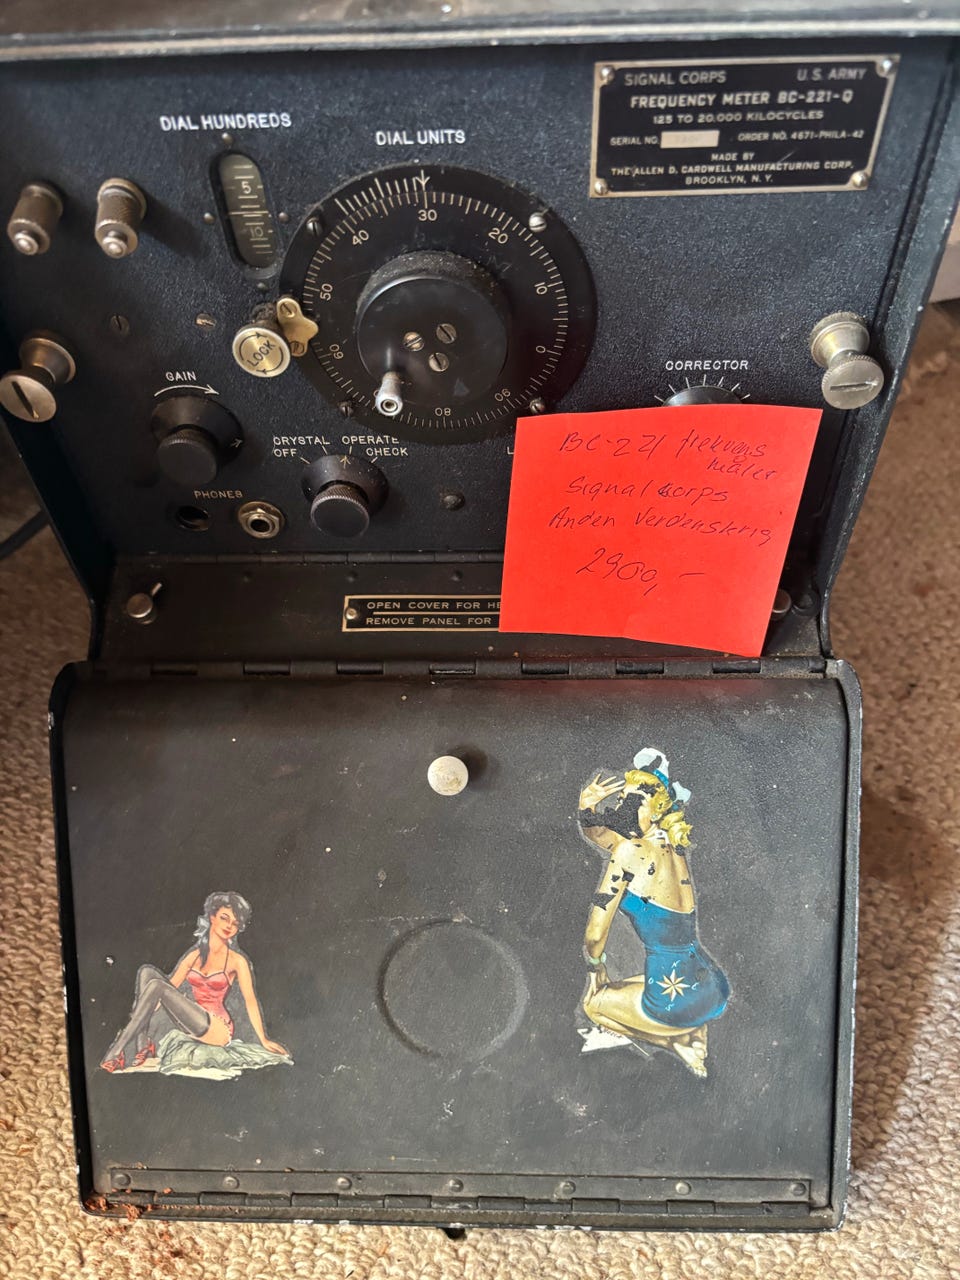 SIGNAL CORPS U.S. ARMY
FREQUENCY METER BC-221-Q
125 TO 20,000 KILOCYCLES
SERIAL NO. ORDER NO. 4671-PHILA-42
MADE BY
THE ALLEN D. CARDWELL MANUFACTURING CORP.
BROOKLYN, N. Y.
DIAL HUNDREDS
DIAL UNITS
5
10
30
40
20
50
10
60
0
80
90
LOCK
GAIN
CORRECTOR
CRYSTAL OPERATE
OFF CHECK
PHONES
BC-221 frekvens
måler
Signal Corps
Anden Verdenskrig
2900,-
OPEN COVER FOR
REMOVE PANEL FOR
N
O E
S